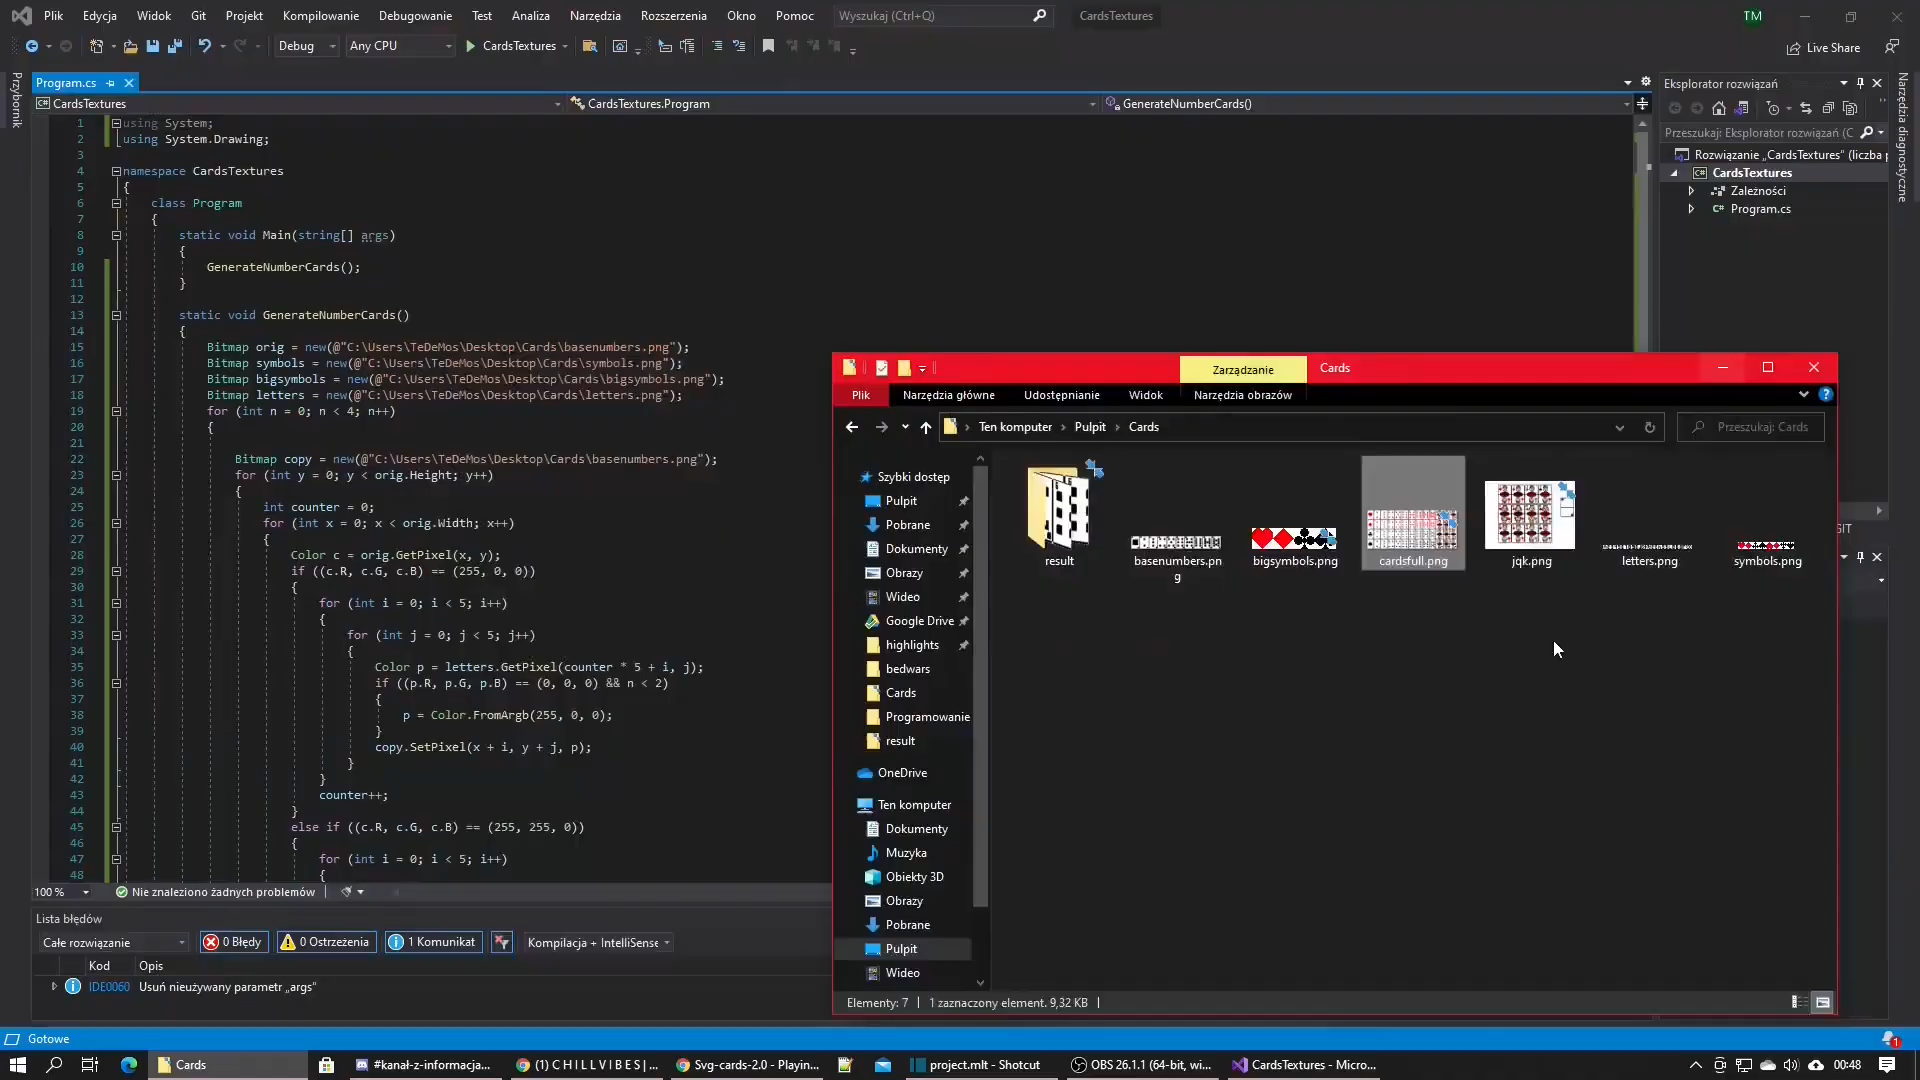 Plik Edycja Widok Git Projekt Kompilowanie Debugowanie Test Analiza Narzędzia Rozszerzenia Okno Pomoc Wyszukaj (Ctrl+Q) CardsTextures TM
Debug Any CPU CardsTextures Live Share
Przybornik
Program.cs
CardsTextures CardsTextures.Program GenerateNumberCards()
1 using System;
2 using System.Drawing;
3
4 namespace CardsTextures
5 {
6 class Program
7 {
8 static void Main(string[] args)
9 {
10 GenerateNumberCards();
11 }
12
13 static void GenerateNumberCards()
14 {
15 Bitmap orig = new(@"C:\Users\TeDeMos\Desktop\Cards\basenumbers.png");
16 Bitmap symbols = new(@"C:\Users\TeDeMos\Desktop\Cards\symbols.png");
17 Bitmap bigsymbols = new(@"C:\Users\TeDeMos\Desktop\Cards\bigsymbols.png");
18 Bitmap letters = new(@"C:\Users\TeDeMos\Desktop\Cards\letters.png");
19 for (int n = 0; n < 4; n++)
20 {
21
22 Bitmap copy = new(@"C:\Users\TeDeMos\Desktop\Cards\basenumbers.png");
23 for (int y = 0; y < orig.Height; y++)
24 {
25 int counter = 0;
26 for (int x = 0; x < orig.Width; x++)
27 {
28 Color c = orig.GetPixel(x, y);
29 if ((c.R, c.G, c.B) == (255, 0, 0))
30 {
31 for (int i = 0; i < 5; i++)
32 {
33 for (int j = 0; j < 5; j++)
34 {
35 Color p = letters.GetPixel(counter * 5 + i, j);
36 if ((p.R, p.G, p.B) == (0, 0, 0) && n < 2)
37 {
38 p = Color.FromArgb(255, 0, 0);
39 }
40 copy.SetPixel(x + i, y + j, p);
41 }
42 }
43 counter++;
44 }
45 else if ((c.R, c.G, c.B) == (255, 255, 0))
46 {
47 for (int i = 0; i < 5; i++)
48 {
100 % Nie znaleziono żadnych problemów
Lista błędów
Całe rozwiązanie 0 Błędy 0 Ostrzeżenia 1 Komunikat Kompilacja + IntelliSense
Kod Opis
IDE0060 Usuń nieużywany parametr „args"
Gotowe
Eksplorator rozwiązań
Przeszukaj: Eksplorator rozwiązań (C
Rozwiązanie „CardsTextures" (liczba p
CardsTextures
Zależności
Program.cs
Narzędzia diagnostyczne
GIT
Zarządzanie Cards
Plik Narzędzia główne Udostępnianie Widok Narzędzia obrazów
Ten komputer Pulpit Cards Przeszukaj: Cards
Szybki dostęp
Pulpit
Pobrane
Dokumenty
Obrazy
Wideo
Google Drive
highlights
bedwars
Cards
Programowanie
result
OneDrive
Ten komputer
Dokumenty
Muzyka
Obiekty 3D
Obrazy
Pobrane
Pulpit
Wideo
result
basenumbers.pn
g
bigsymbols.png
cardsfull.png
jqk.png
letters.png
symbols.png
Elementy: 7 1 zaznaczony element. 9,32 KB
1
Cards #kanał-z-informacja... (1) C H I L L V I B E S | ... Svg-cards-2.0 - Playin... project.mlt - Shotcut OBS 26.1.1 (64-bit, wi... CardsTextures - Micro... 00:48